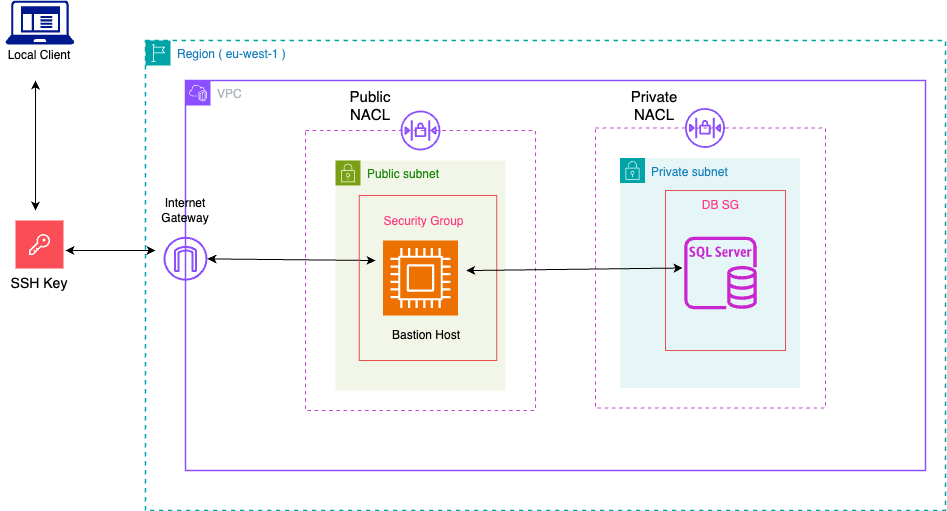 Local Client
Region ( eu-west-1 )
VPC
Public
NACL
Private
NACL
Public subnet
Private subnet
Internet
Gateway
Security Group
DB SG
SQL Server
SSH Key
Bastion Host